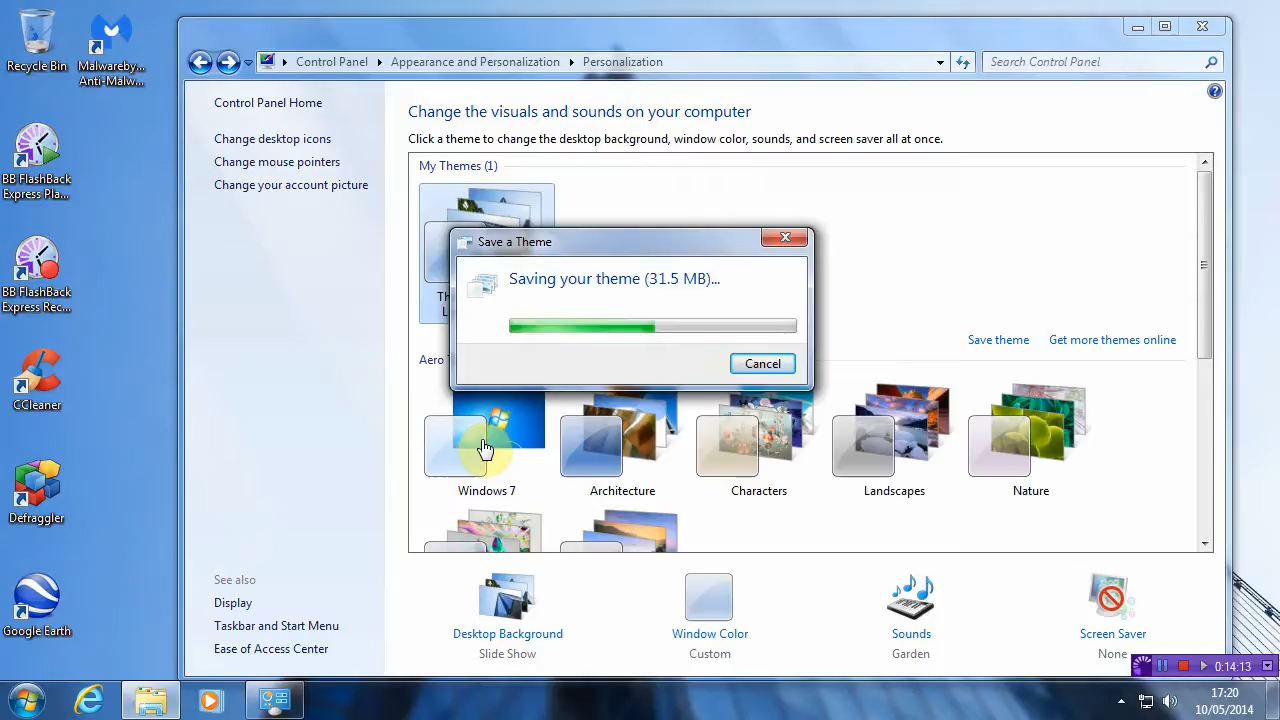 Recycle Bin
Malwareby...
Anti-Malw...
BB FlashBack
Express Pla...
BB FlashBack
Express Rec...
CCleaner
Defraggler
Google Earth
Control Panel
Appearance and Personalization
Personalization
Search Control Panel
Control Panel Home
Change desktop icons
Change mouse pointers
Change your account picture
See also
Display
Taskbar and Start Menu
Ease of Access Center
Change the visuals and sounds on your computer
Click a theme to change the desktop background, window color, sounds, and screen saver all at once.
My Themes (1)
Save a Theme
Saving your theme (31.5 MB)...
Cancel
Save theme
Get more themes online
Aero
Windows 7
Architecture
Characters
Landscapes
Nature
Desktop Background
Slide Show
Window Color
Custom
Sounds
Garden
Screen Saver
None
0:14:13
17:20
10/05/2014